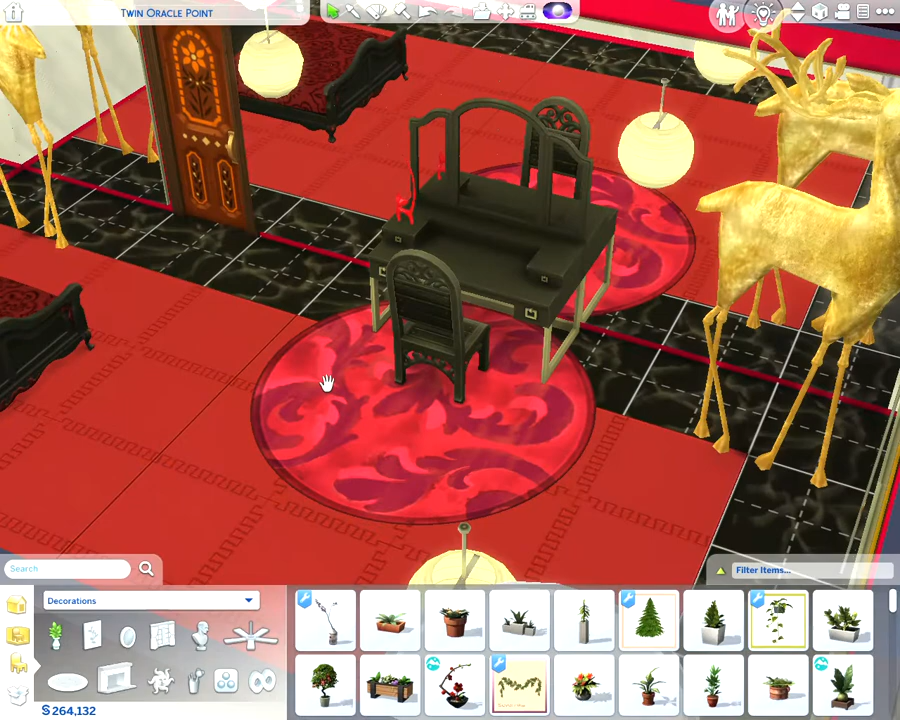 TWIN ORACLE POINT
Search
Filter Items...
Decorations
§264,132